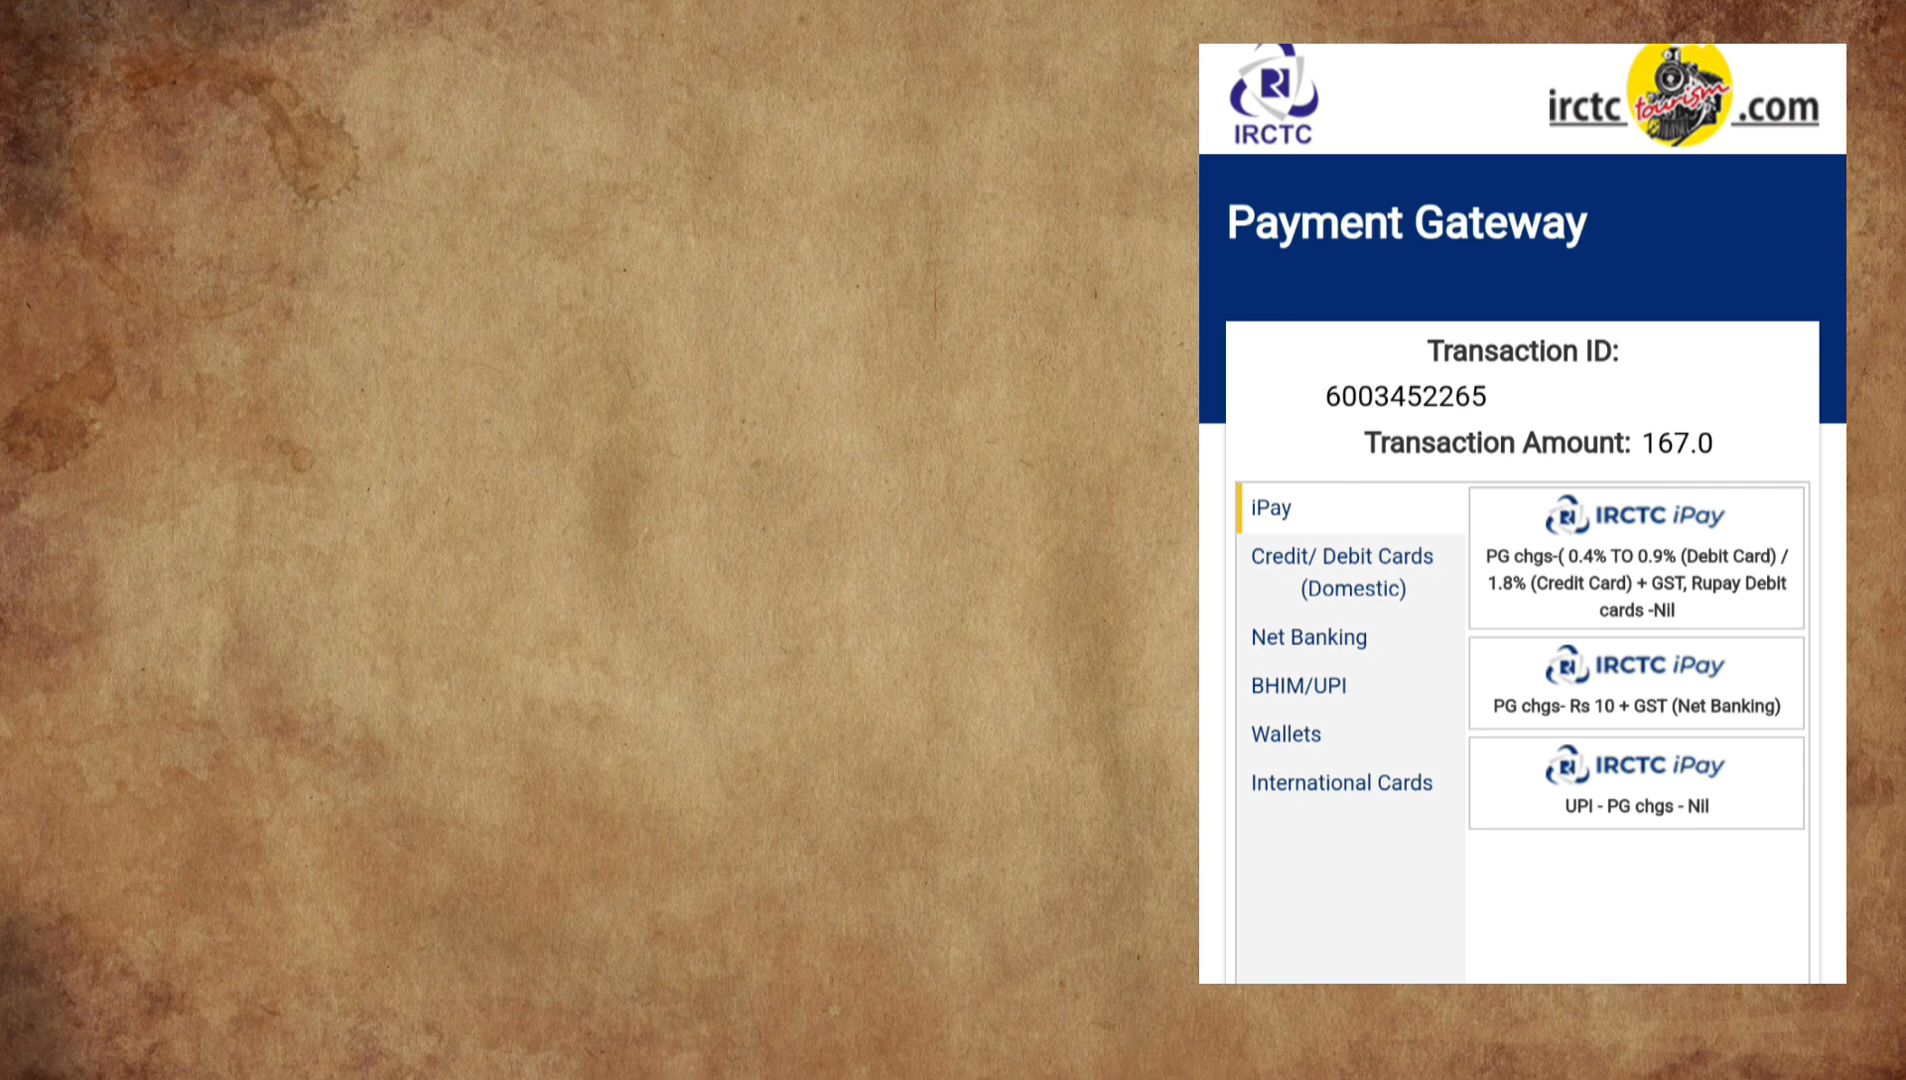 IRCTC
irctc tourism .com
Payment Gateway
Transaction ID:
6003452265
Transaction Amount: 167.0
iPay
Credit/ Debit Cards
(Domestic)
Net Banking
BHIM/UPI
Wallets
International Cards
IRCTC iPay
PG chgs-( 0.4% TO 0.9% (Debit Card) /
1.8% (Credit Card) + GST, Rupay Debit
cards -Nil
IRCTC iPay
PG chgs- Rs 10 + GST (Net Banking)
IRCTC iPay
UPI - PG chgs - Nil